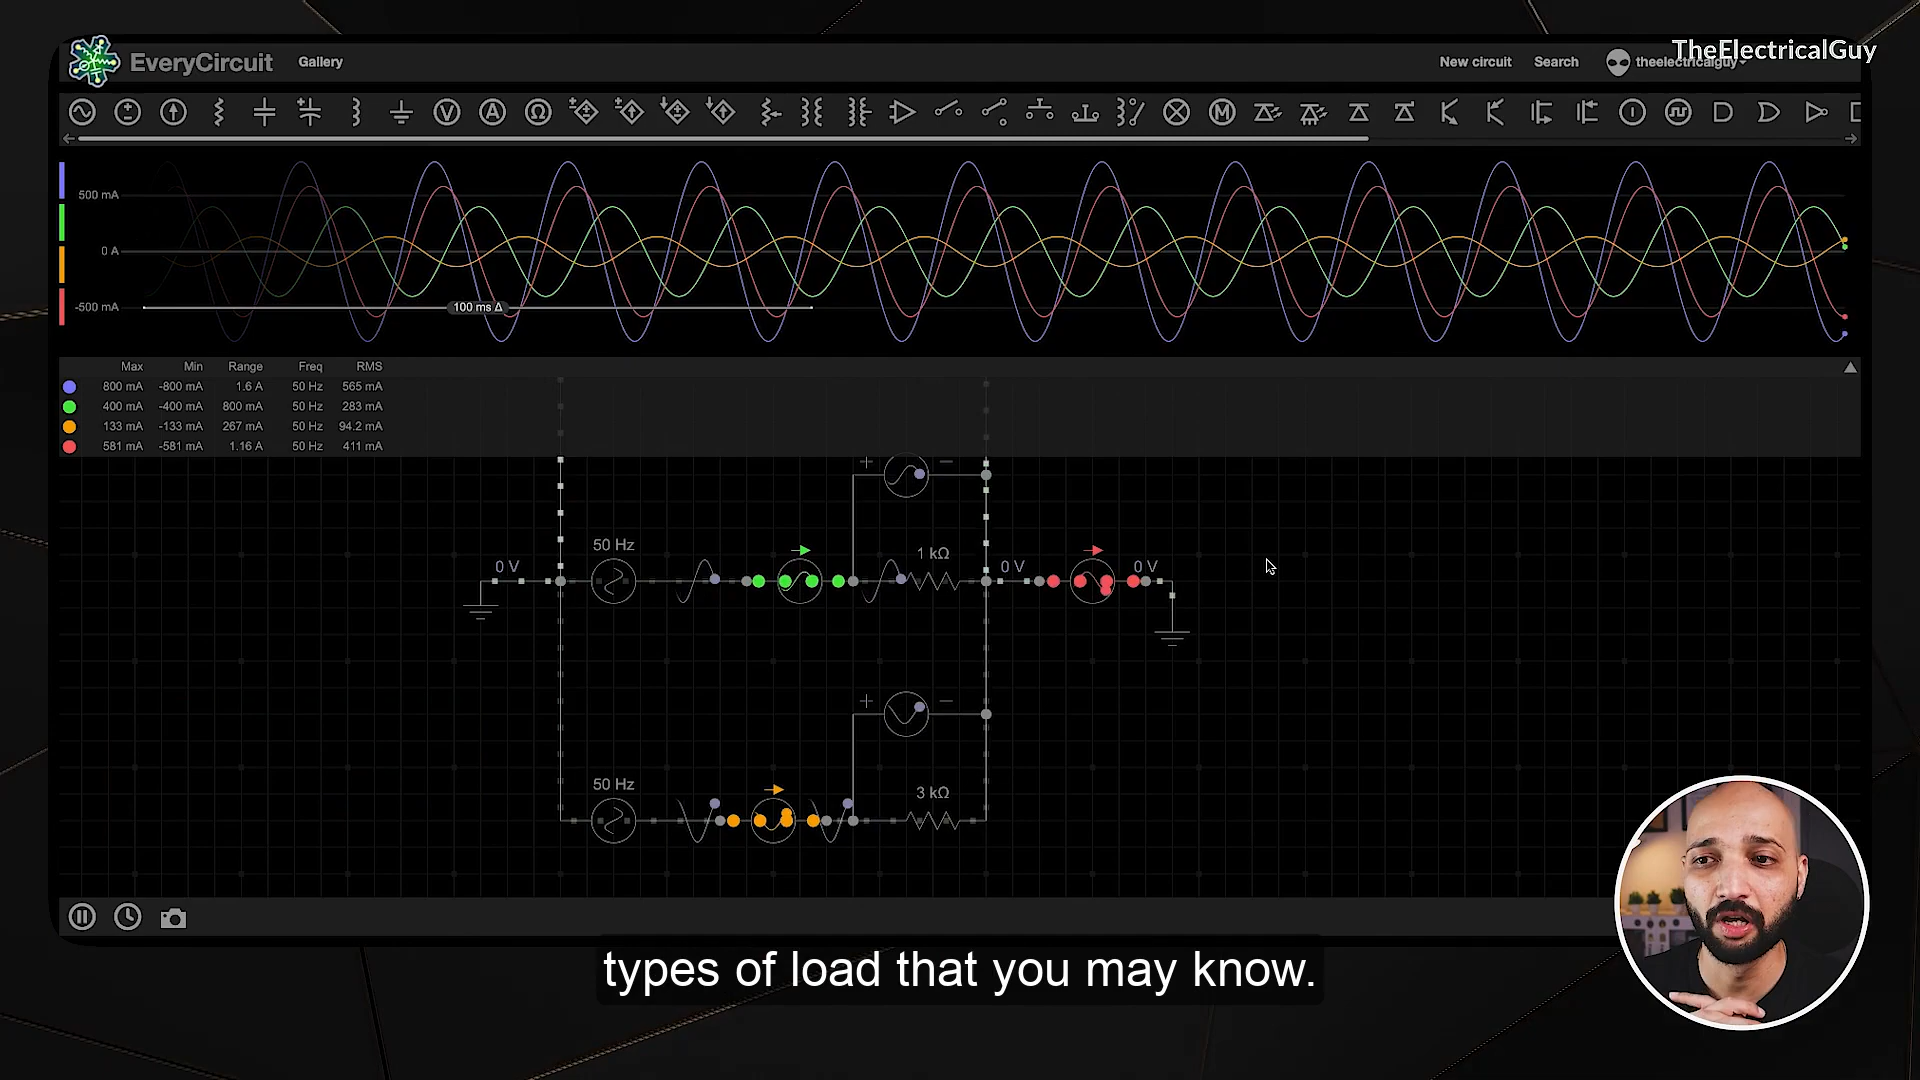 TheElectricalGuy
EveryCircuit
Gallery
New circuit
Search
theelectricalguy
500 mA
0 A
-500 mA
100 ms Δ
Max Min Range Freq RMS
800 mA -800 mA 1.6 A 50 Hz 565 mA
400 mA -400 mA 800 mA 50 Hz 283 mA
133 mA -133 mA 267 mA 50 Hz 94.2 mA
581 mA -581 mA 1.16 A 50 Hz 411 mA
+ −
50 Hz
1 kΩ
0 V
0 V
0 V
+ −
50 Hz
3 kΩ
types of load that you may know.